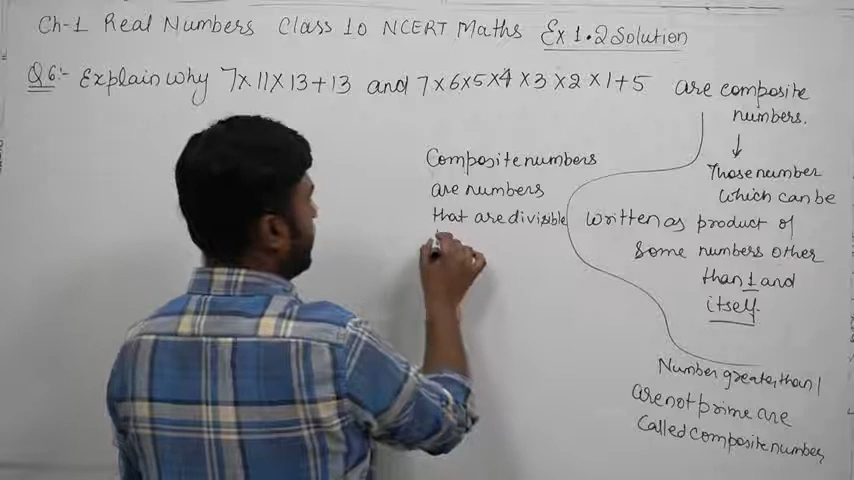 Ch-1 Real Numbers Class 10 NCERT Maths Ex 1.2 Solution
Q6:- Explain why 7×11×13+13 and 7×6×5×4×3×2×1+5 are composite
numbers.
Composite numbers
are numbers
that are divisible
Those number
which can be
written as product of
some numbers other
than 1 and
itself.
Number greater than 1
are not prime are
called composite number